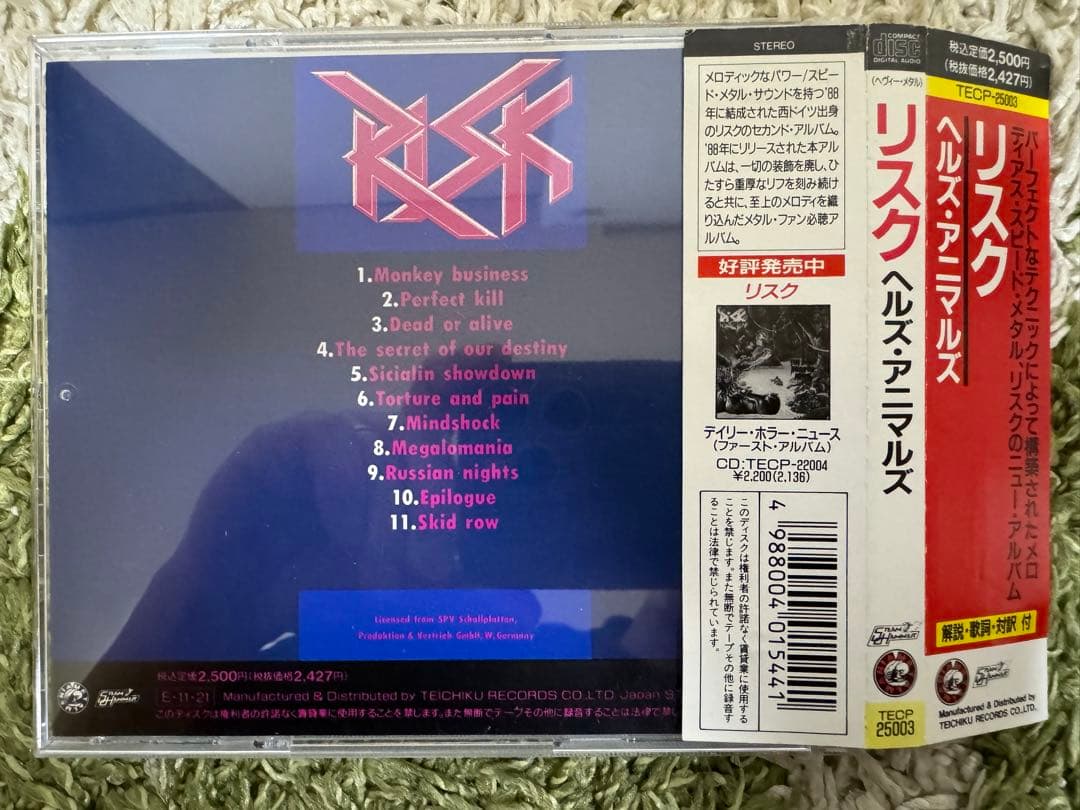 RISK
1.Monkey business
2.Perfect kill
3.Dead or alive
4.The secret of our destiny
5.Sicialin showdown
6.Torture and pain
7.Mindshock
8.Megalomania
9.Russian nights
10.Epilogue
11.Skid row
Licensed from SPV Schallplatten,
Produktion & Vertrieb GmbH, W. Germany
税込定価2,500円(税抜価格2,427円)
STEAM HAMMER
E-11-21
Manufactured & Distributed by TEICHIKU RECORDS CO.,LTD. Japan
このディスクは権利者の許諾なく賃貸業に使用することを禁じます。また無断でテープその他に録音することは法律で禁
STEREO
メロディックなパワー/スピー
ド・メタル・サウンドを持つ'88
年に結成された西ドイツ出身
のリスクのセカンド・アルバム。
'88年にリリースされた本アル
バムは、一切の装飾を廃し、ひ
たすら重厚なリフを刻み続け
ると共に、至上のメロディを織
り込んだメタル・ファン必聴ア
ルバム。
好評発売中
リスク
RISK
デイリー・ホラー・ニュース
(ファースト・アルバム)
CD:TECP-22004
¥2,200(2,136)
このディスクは権利者の許諾なく賃貸業に使用する
ことを禁じます。また無断でテープその他に録音す
ることは法律で禁じられています。
4 988004 015441
COMPACT
disc
DIGITAL AUDIO
(ヘヴィー・メタル)
リスク
ヘルズ・アニマルズ
STEAM HAMMER
TECP
25003
税込定価2,500円
(税抜価格2,427円)
TECP-25003
パーフェクトなテクニックによって構築されたメロ
ディアス・スピード・メタル、リスクのニュー・アルバム
リスク
ヘルズ・アニマルズ
解説・歌詞・対訳 付
STEAM HAMMER
Manufactured & Distributed by
TEICHIKU RECORDS CO.,LTD.